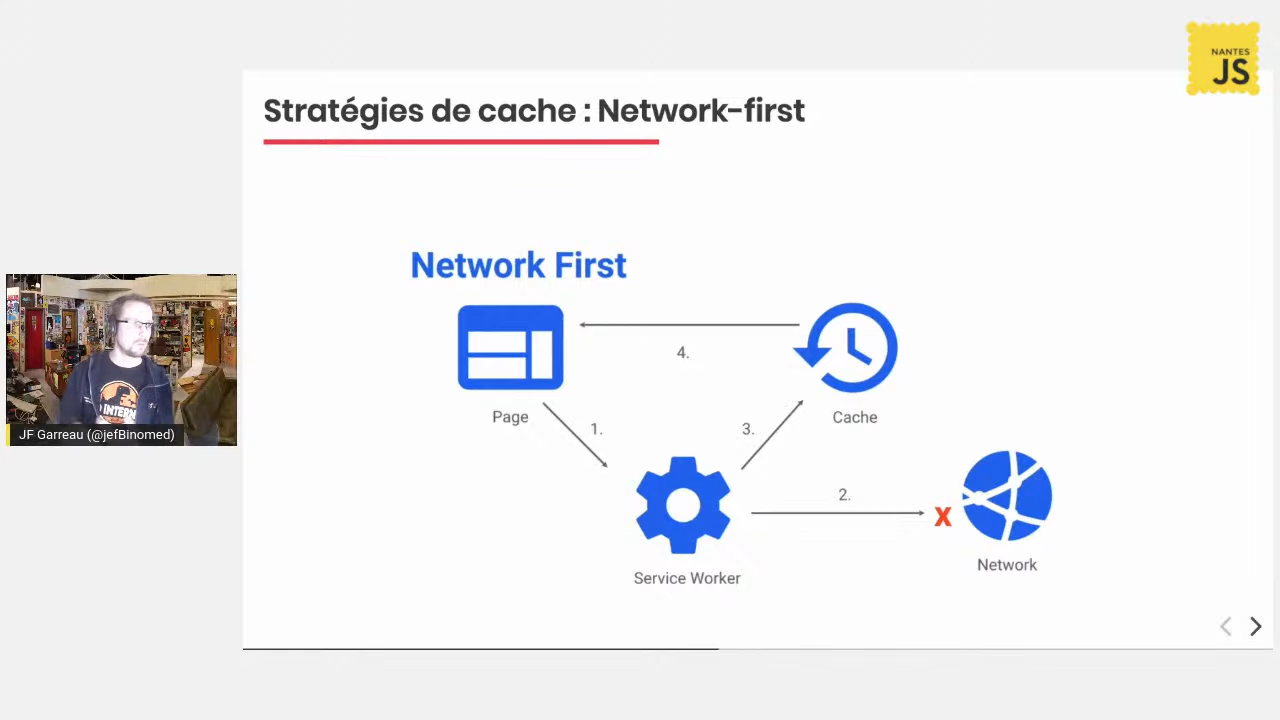 NANTES
JS
Stratégies de cache : Network-first
Network First
4.
Page
1.
3.
Cache
2.
X
Service Worker
Network
JF Garreau (@jefBinomed)
INTERN